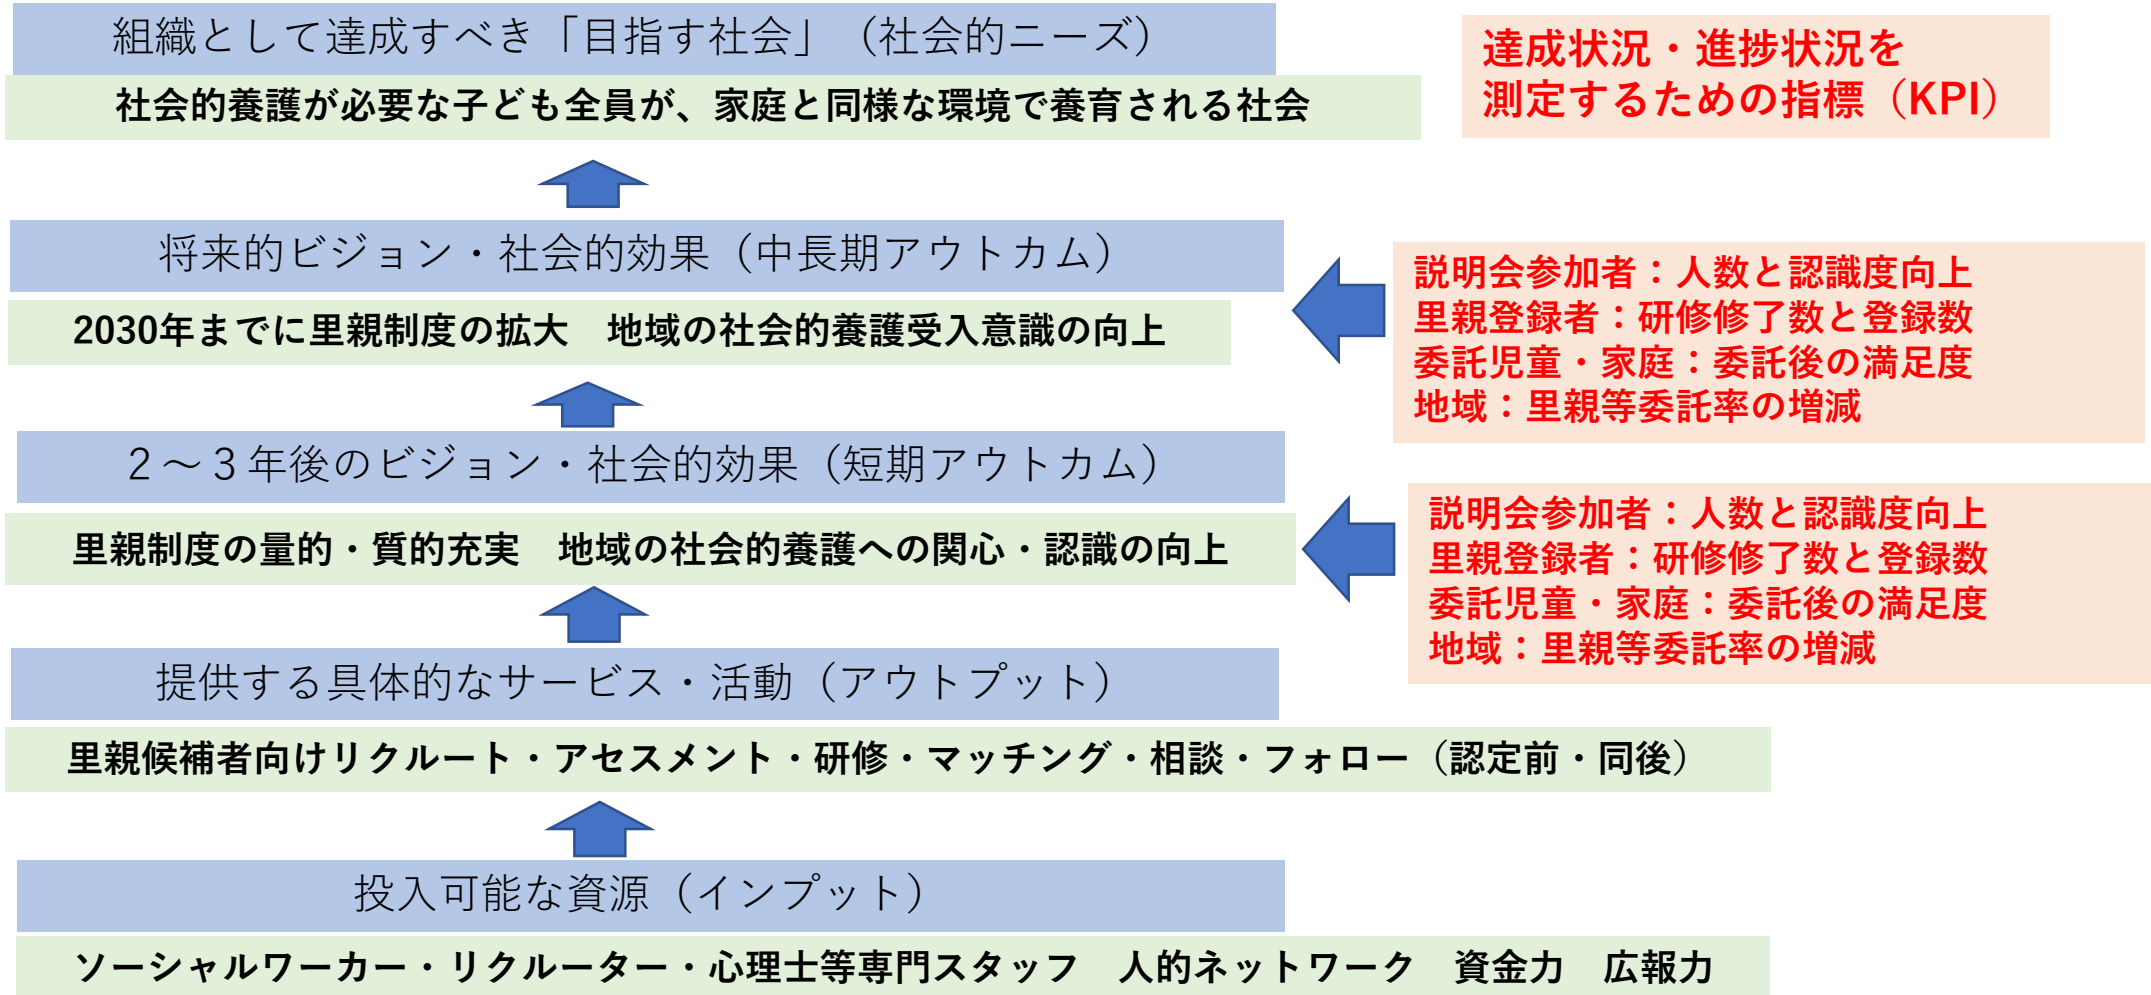 組織として達成すべき「目指す社会」（社会的ニーズ）
社会的養護が必要な子ども全員が、家庭と同様な環境で養育される社会
達成状況・進捗状況を
測定するための指標（KPI）
将来的ビジョン・社会的効果（中長期アウトカム）
2030年までに里親制度の拡大　地域の社会的養護受入意識の向上
説明会参加者：人数と認識度向上
里親登録者：研修修了数と登録数
委託児童・家庭：委託後の満足度
地域：里親等委託率の増減
２～３年後のビジョン・社会的効果（短期アウトカム）
里親制度の量的・質的充実　地域の社会的養護への関心・認識の向上
説明会参加者：人数と認識度向上
里親登録者：研修修了数と登録数
委託児童・家庭：委託後の満足度
地域：里親等委託率の増減
提供する具体的なサービス・活動（アウトプット）
里親候補者向けリクルート・アセスメント・研修・マッチング・相談・フォロー（認定前・同後）
投入可能な資源（インプット）
ソーシャルワーカー・リクルーター・心理士等専門スタッフ　人的ネットワーク　資金力　広報力